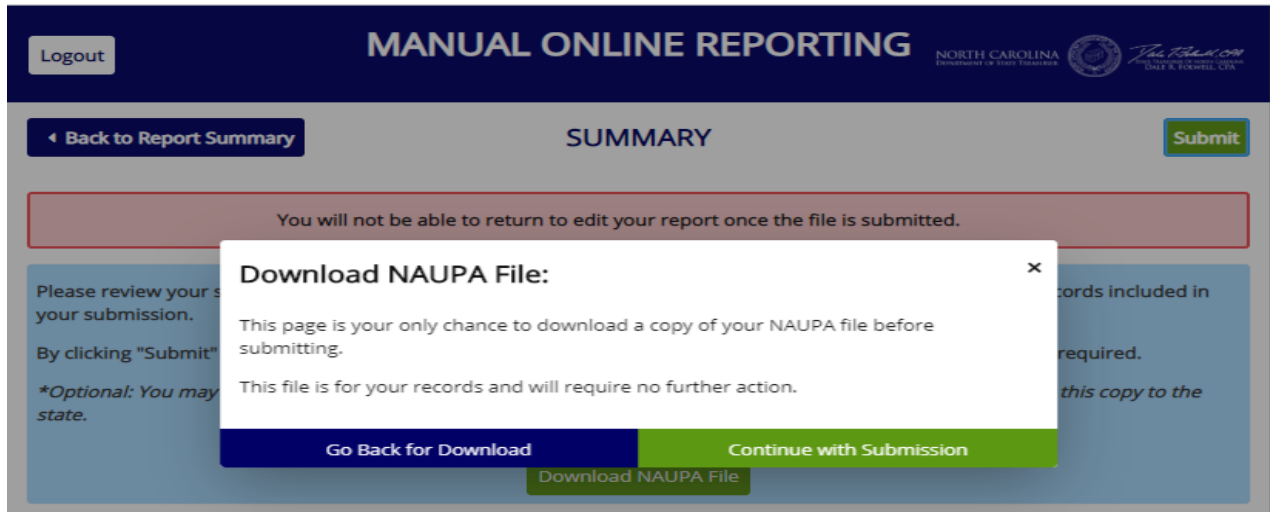 Logout
MANUAL ONLINE REPORTING
NORTH CAROLINA
DEPARTMENT OF STATE TREASURER
STATE TREASURER OF NORTH CAROLINA
DALE R. FOLWELL, CPA
Back to Report Summary
SUMMARY
Submit
You will not be able to return to edit your report once the file is submitted.
Download NAUPA File:
×
This page is your only chance to download a copy of your NAUPA file before
submitting.
This file is for your records and will require no further action.
Go Back for Download
Continue with Submission
Please review your s
cords included in
your submission.
By clicking "Submit"
required.
*Optional: You may
this copy to the
state.
Download NAUPA File